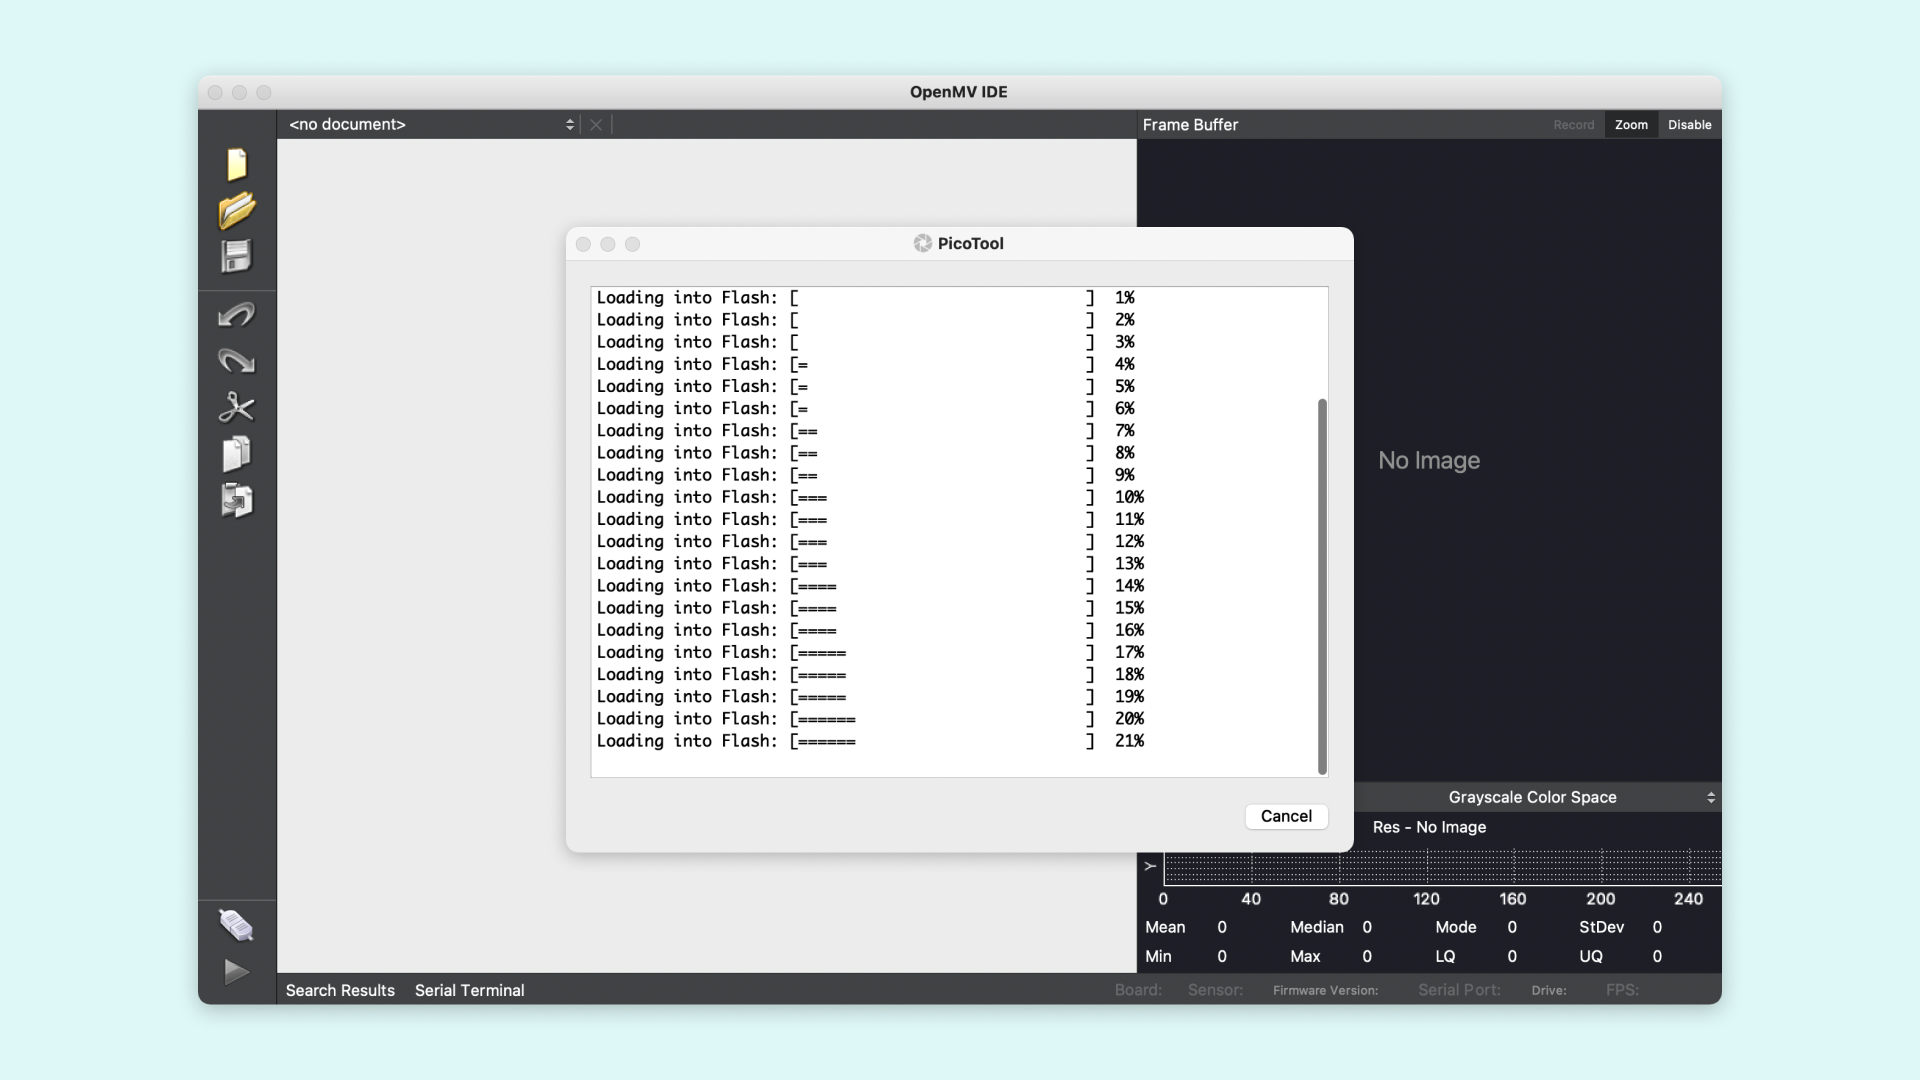 OpenMV IDE
<no document>
Frame Buffer
Record
Zoom
Disable
PicoTool
Loading into Flash: [                              ]  1%
Loading into Flash: [                              ]  2%
Loading into Flash: [                              ]  3%
Loading into Flash: [=                             ]  4%
Loading into Flash: [=                             ]  5%
Loading into Flash: [=                             ]  6%
Loading into Flash: [==                            ]  7%
Loading into Flash: [==                            ]  8%
Loading into Flash: [==                            ]  9%
Loading into Flash: [===                           ]  10%
Loading into Flash: [===                           ]  11%
Loading into Flash: [===                           ]  12%
Loading into Flash: [===                           ]  13%
Loading into Flash: [====                          ]  14%
Loading into Flash: [====                          ]  15%
Loading into Flash: [====                          ]  16%
Loading into Flash: [=====                         ]  17%
Loading into Flash: [=====                         ]  18%
Loading into Flash: [=====                         ]  19%
Loading into Flash: [======                        ]  20%
Loading into Flash: [======                        ]  21%
Cancel
No Image
Grayscale Color Space
Res - No Image
Y
0 40 80 120 160 200 240
Mean 0 Median 0 Mode 0 StDev 0
Min 0 Max 0 LQ 0 UQ 0
Search Results Serial Terminal
Board: Sensor: Firmware Version: Serial Port: Drive: FPS: